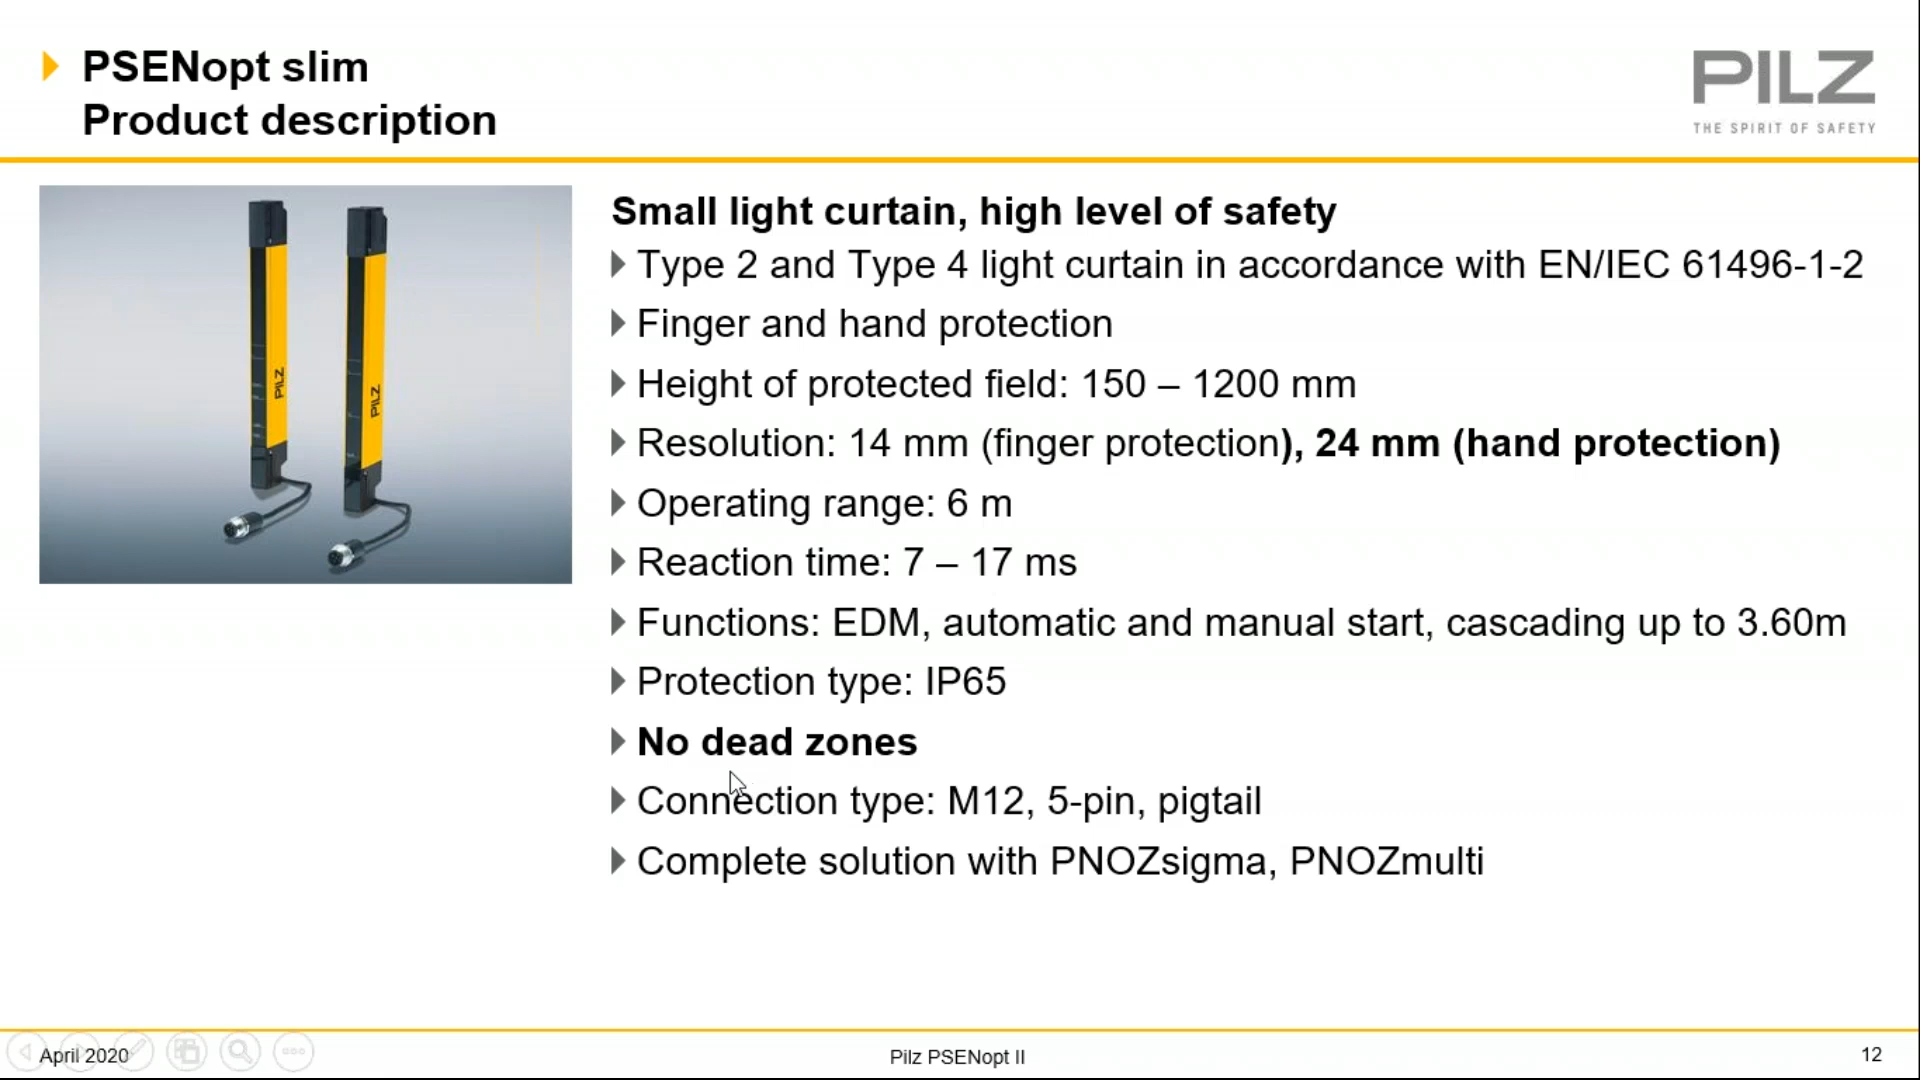 PSENopt slim
Product description
PILZ
THE SPIRIT OF SAFETY
PILZ
PILZ
Small light curtain, high level of safety
Type 2 and Type 4 light curtain in accordance with EN/IEC 61496-1-2
Finger and hand protection
Height of protected field: 150 – 1200 mm
Resolution: 14 mm (finger protection), 24 mm (hand protection)
Operating range: 6 m
Reaction time: 7 – 17 ms
Functions: EDM, automatic and manual start, cascading up to 3.60m
Protection type: IP65
No dead zones
Connection type: M12, 5-pin, pigtail
Complete solution with PNOZsigma, PNOZmulti
April 2020
Pilz PSENopt II
12